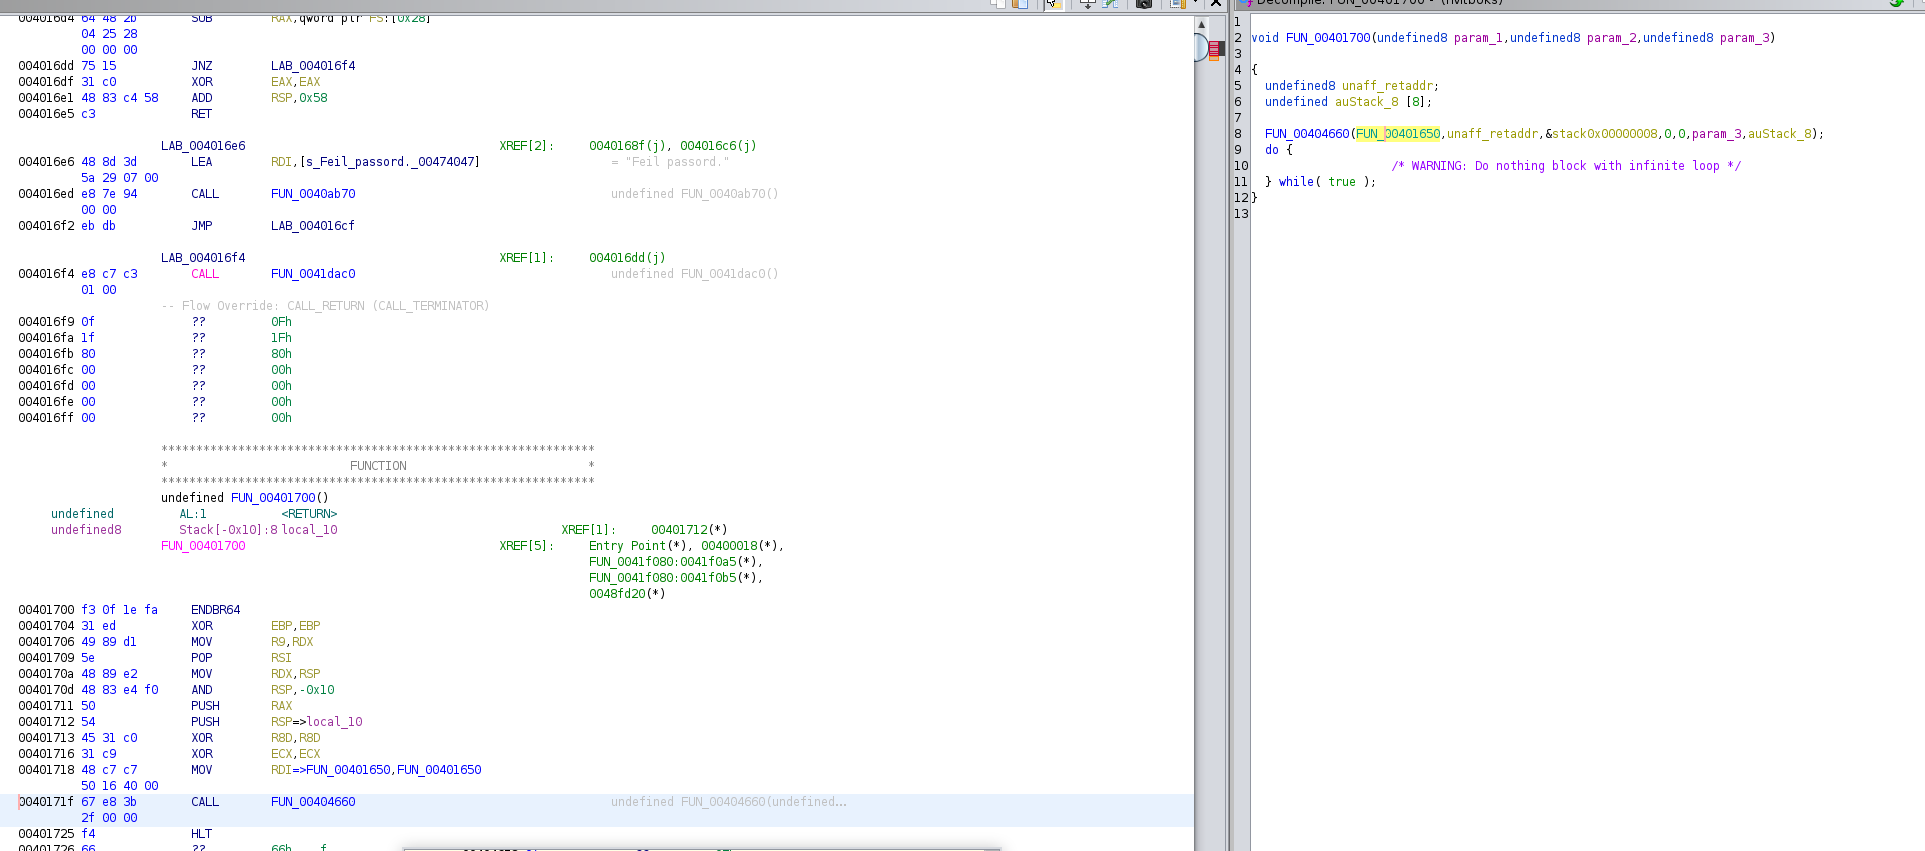 004016d4 64 48 2b SUB RAX,qword ptr FS:[0x28]
04 25 28
00 00 00
004016dd 75 15 JNZ LAB_004016f4
004016df 31 c0 XOR EAX,EAX
004016e1 48 83 c4 58 ADD RSP,0x58
004016e5 c3 RET
LAB_004016e6 XREF[2]: 0040168f(j), 004016c6(j)
004016e6 48 8d 3d LEA RDI,[s_Feil_passord._00474047] = "Feil passord."
5a 29 07 00
004016ed e8 7e 94 CALL FUN_0040ab70 undefined FUN_0040ab70()
00 00
004016f2 eb db JMP LAB_004016cf
LAB_004016f4 XREF[1]: 004016dd(j)
004016f4 e8 c7 c3 CALL FUN_0041dac0 undefined FUN_0041dac0()
01 00
-- Flow Override: CALL_RETURN (CALL_TERMINATOR)
004016f9 0f ?? 0Fh
004016fa 1f ?? 1Fh
004016fb 80 ?? 80h
004016fc 00 ?? 00h
004016fd 00 ?? 00h
004016fe 00 ?? 00h
004016ff 00 ?? 00h
**************************************************************
* FUNCTION *
**************************************************************
undefined FUN_00401700()
undefined AL:1 <RETURN>
undefined8 Stack[-0x10]:8 local_10 XREF[1]: 00401712(*)
FUN_00401700 XREF[5]: Entry Point(*), 00400018(*),
FUN_0041f080:0041f0a5(*),
FUN_0041f080:0041f0b5(*),
0048fd20(*)
00401700 f3 0f 1e fa ENDBR64
00401704 31 ed XOR EBP,EBP
00401706 49 89 d1 MOV R9,RDX
00401709 5e POP RSI
0040170a 48 89 e2 MOV RDX,RSP
0040170d 48 83 e4 f0 AND RSP,-0x10
00401711 50 PUSH RAX
00401712 54 PUSH RSP=>local_10
00401713 45 31 c0 XOR R8D,R8D
00401716 31 c9 XOR ECX,ECX
00401718 48 c7 c7 MOV RDI=>FUN_00401650,FUN_00401650
50 16 40 00
0040171f 67 e8 3b CALL FUN_00404660 undefined FUN_00404660(undefined...
2f 00 00
00401725 f4 HLT
00401726 66 ?? 66h f
Decompile: FUN_00401700 - (hvitboks)
1
2 void FUN_00401700(undefined8 param_1,undefined8 param_2,undefined8 param_3)
3
4 {
5 undefined8 unaff_retaddr;
6 undefined auStack_8 [8];
7
8 FUN_00404660(FUN_00401650,unaff_retaddr,&stack0x00000008,0,0,param_3,auStack_8);
9 do {
10 /* WARNING: Do nothing block with infinite loop */
11 } while( true );
12 }
13